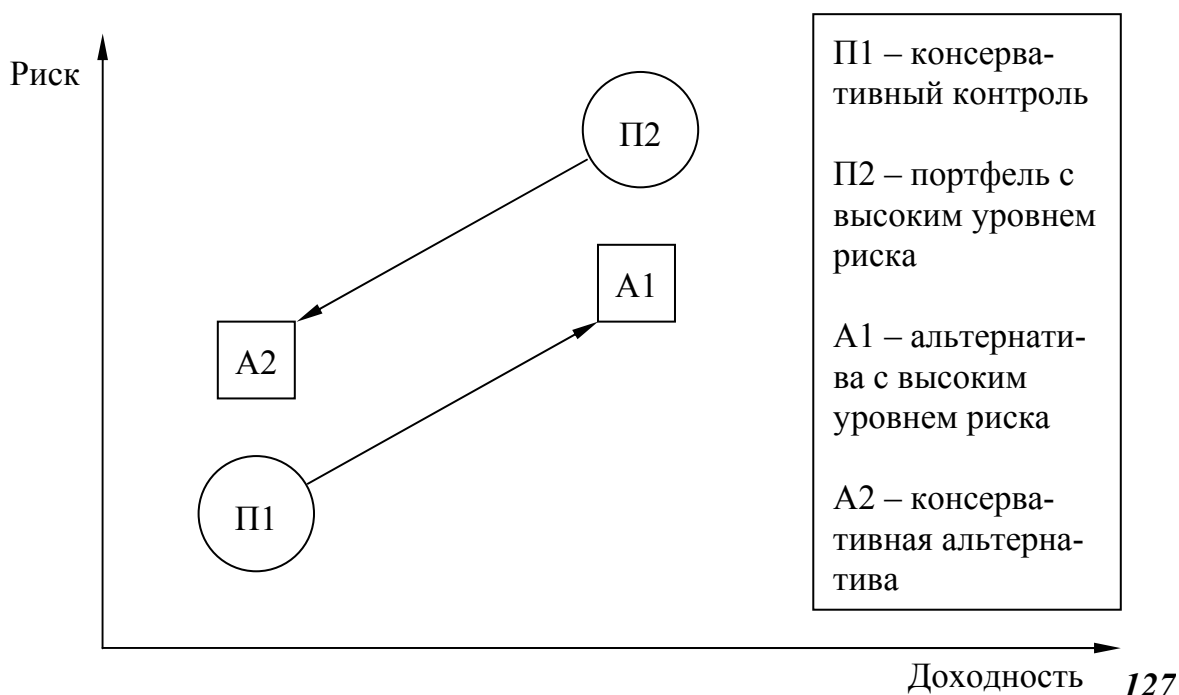 Риск
П2
А1
А2
П1
Доходность
П1 – консерва-
тивный контроль
П2 – портфель с
высоким уровнем
риска
А1 – альтернати-
ва с высоким
уровнем риска
А2 – консерва-
тивная альтерна-
тива
127